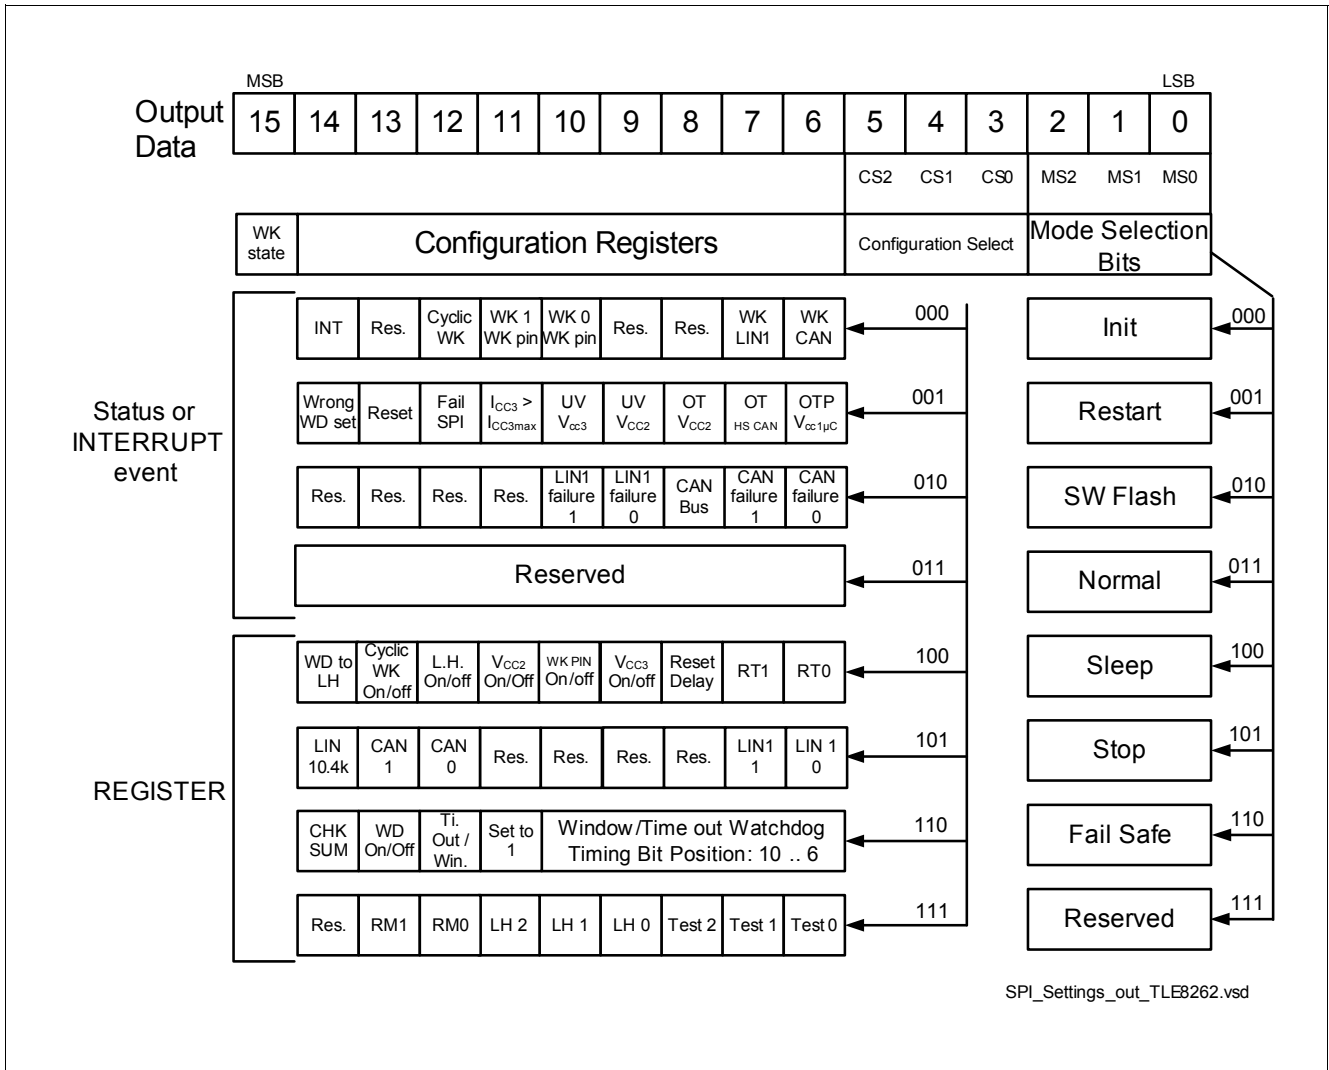 MSB
LSB
Output Data
15 14 13 12 11 10 9 8 7 6 5 4 3 2 1 0
CS2 CS1 CS0 MS2 MS1 MS0
WK state
Configuration Registers
Configuration Select
Mode Selection Bits
Status or INTERRUPT event
INT
Res.
Cyclic WK
WK 1 WK pin
WK 0 WK pin
Res.
Res.
WK LIN1
WK CAN
000
Init
000
Wrong WD set
Reset
Fail SPI
ICC3 > ICC3max
UV Vcc3
UV VCC2
OT VCC2
OT HS CAN
OTP Vcc1µC
001
Restart
001
Res.
Res.
Res.
Res.
LIN1 failure 1
LIN1 failure 0
CAN Bus
CAN failure 1
CAN failure 0
010
SW Flash
010
Reserved
011
Normal
011
REGISTER
WD to LH
Cyclic WK On/off
L.H. On/off
VCC2 On/Off
WK PIN On/off
VCC3 On/off
Reset Delay
RT1
RT0
100
Sleep
100
LIN 10.4k
CAN 1
CAN 0
Res.
Res.
Res.
Res.
LIN1 1
LIN 1 0
101
Stop
101
CHK SUM
WD On/Off
Ti. Out / Win.
Set to 1
Window/Time out Watchdog
Timing Bit Position: 10 .. 6
110
Fail Safe
110
Res.
RM1
RM0
LH 2
LH 1
LH 0
Test 2
Test 1
Test 0
111
Reserved
111
SPI_Settings_out_TLE8262.vsd